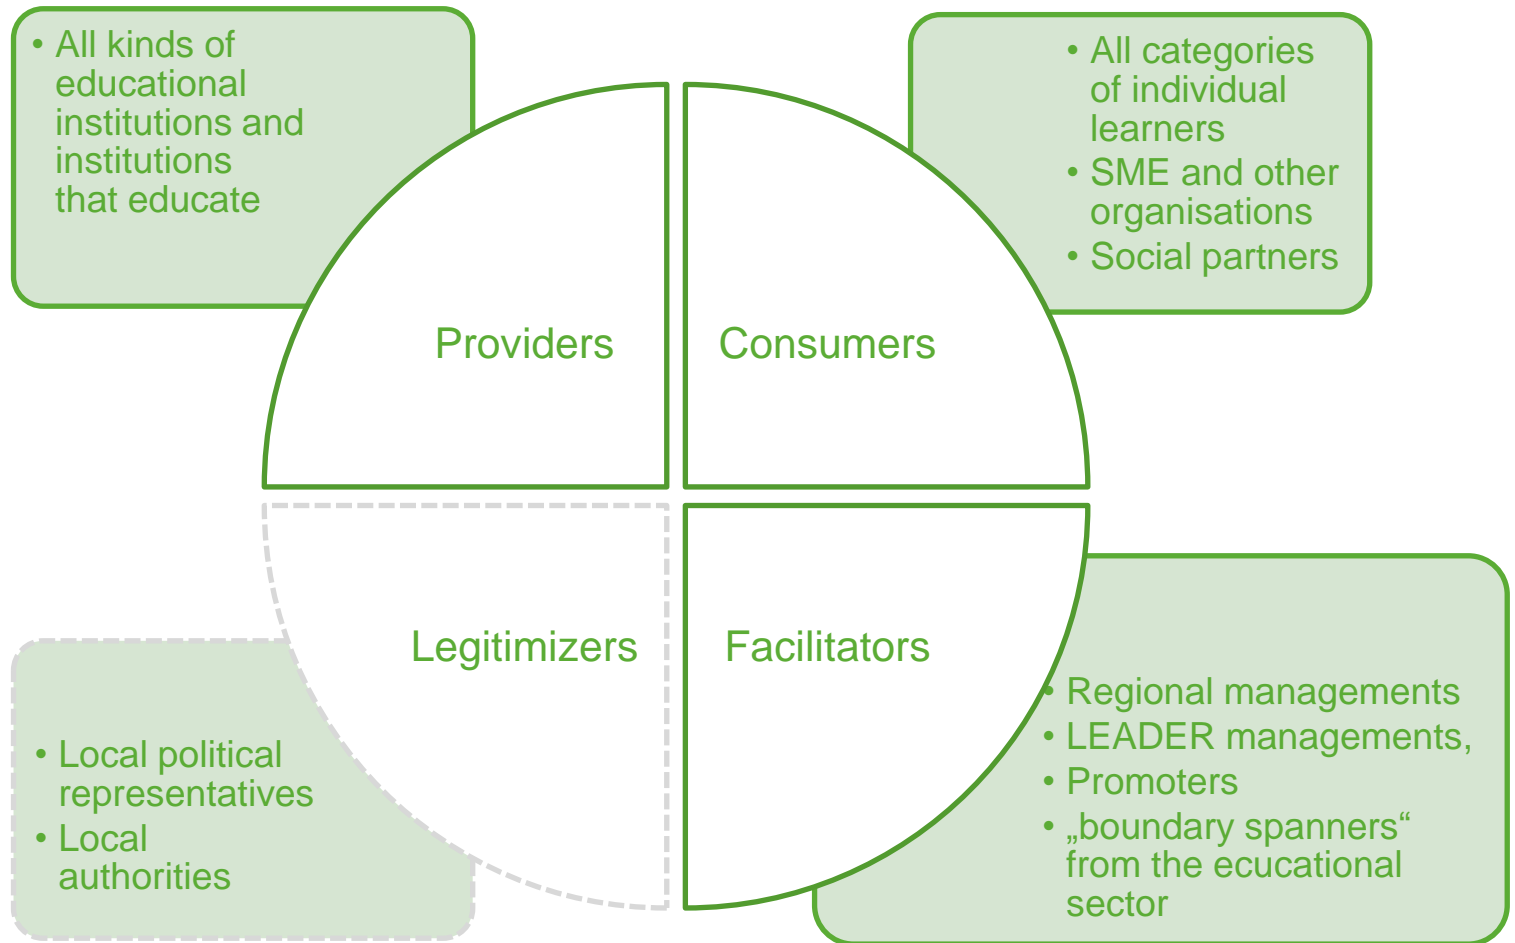 • All kinds of
educational
institutions and
institutions
that educate
• All categories
of individual
learners
• SME and other
organisations
• Social partners
Providers
Consumers
Legitimizers
Facilitators
• Local political
representatives
• Local
authorities
• Regional managements
• LEADER managements,
• Promoters
• „boundary spanners“
from the ecucational
sector